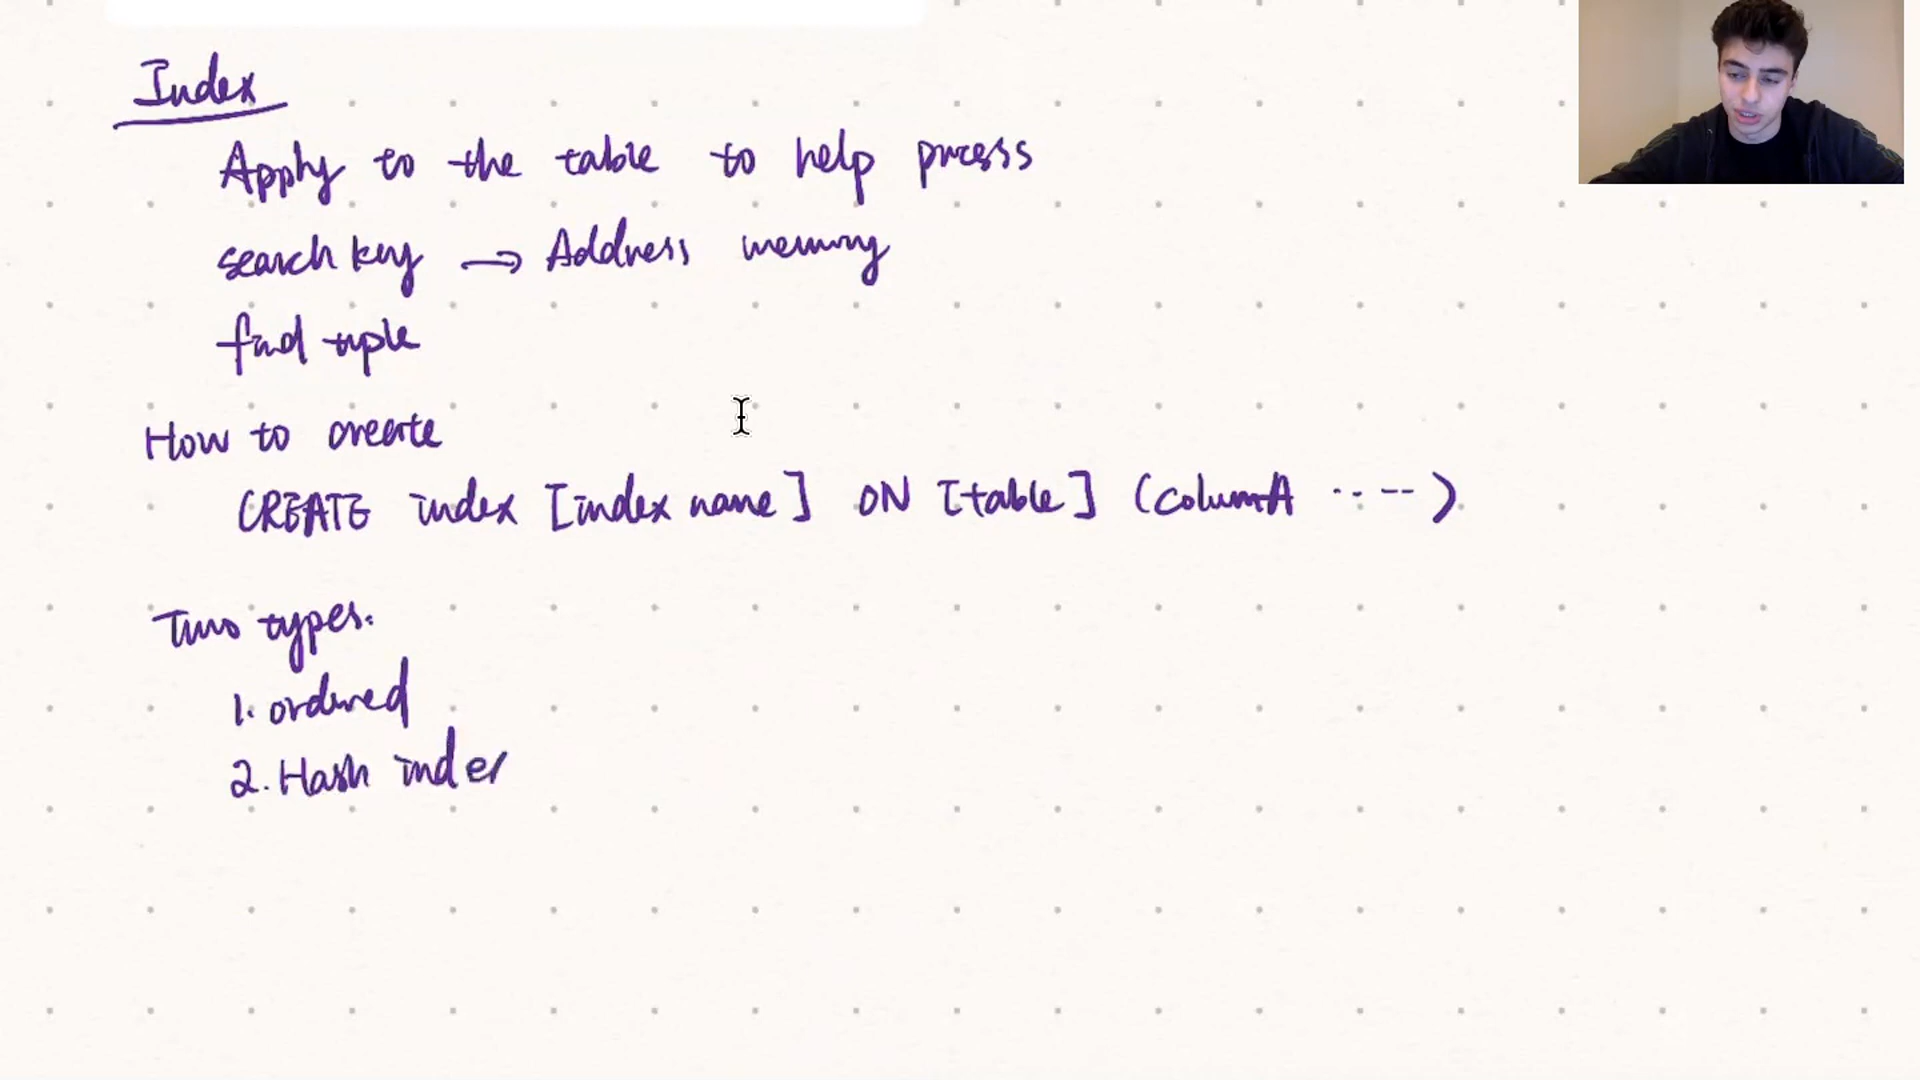 Index
Apply to the table to help process
search key → Address memory
find tuple
How to create
CREATE index [index name] ON [table] (columA ..--)
Two types.
1. ordered
2. Hash index